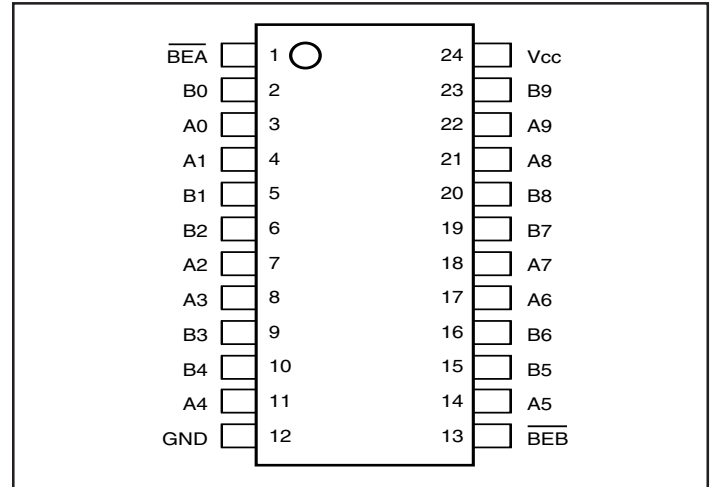 B̅E̅A̅ 1 24 Vcc
B0 2 23 B9
A0 3 22 A9
A1 4 21 A8
B1 5 20 B8
B2 6 19 B7
A2 7 18 A7
A3 8 17 A6
B3 9 16 B6
B4 10 15 B5
A4 11 14 A5
GND 12 13 B̅E̅B̅